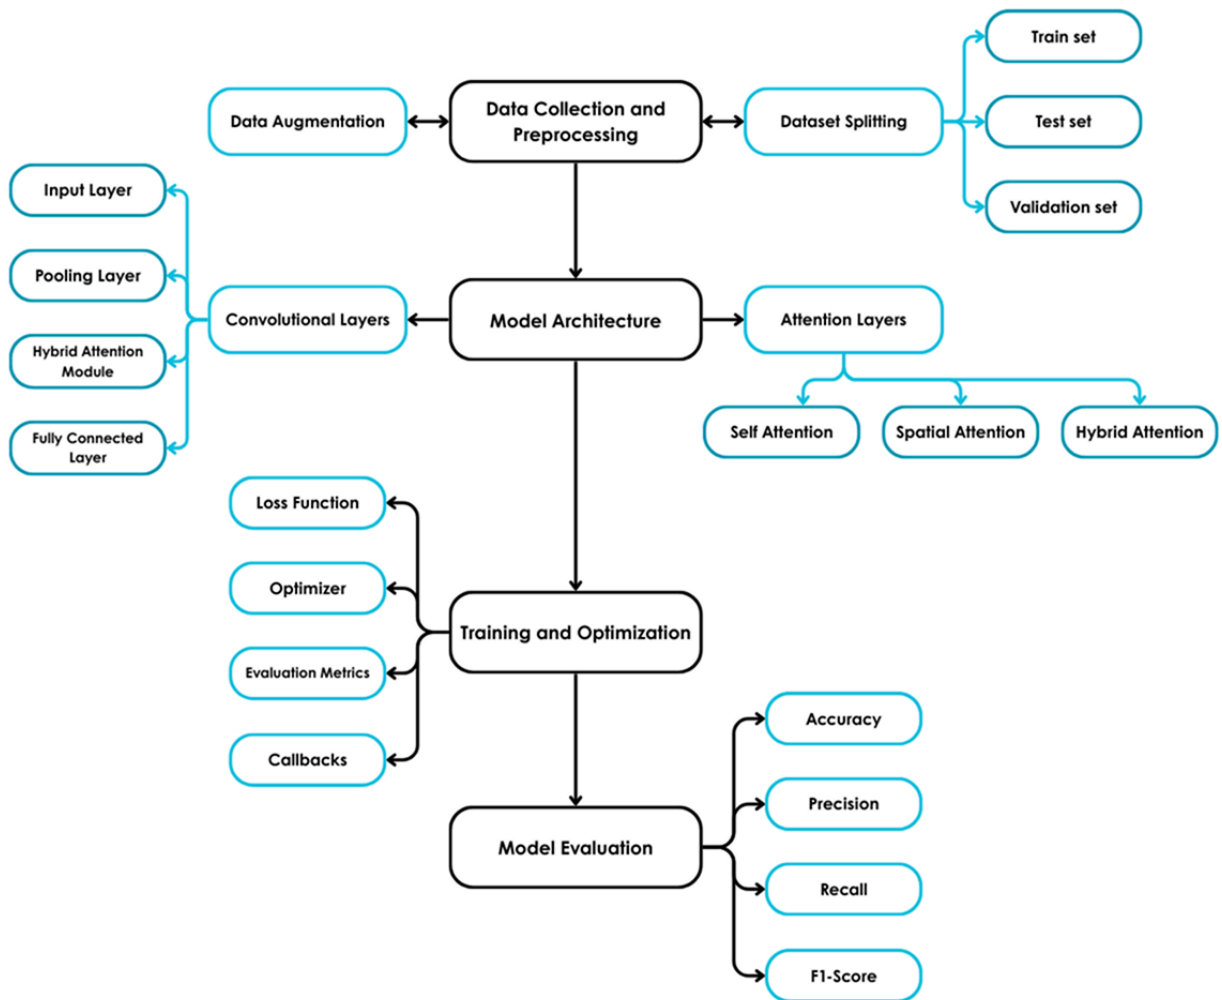 Train set
Data Augmentation
Data Collection and
Preprocessing
Dataset Splitting
Test set
Validation set
Input Layer
Pooling Layer
Hybrid Attention
Module
Fully Connected
Layer
Convolutional Layers
Model Architecture
Attention Layers
Self Attention
Spatial Attention
Hybrid Attention
Loss Function
Optimizer
Evaluation Metrics
Callbacks
Training and Optimization
Model Evaluation
Accuracy
Precision
Recall
F1-Score